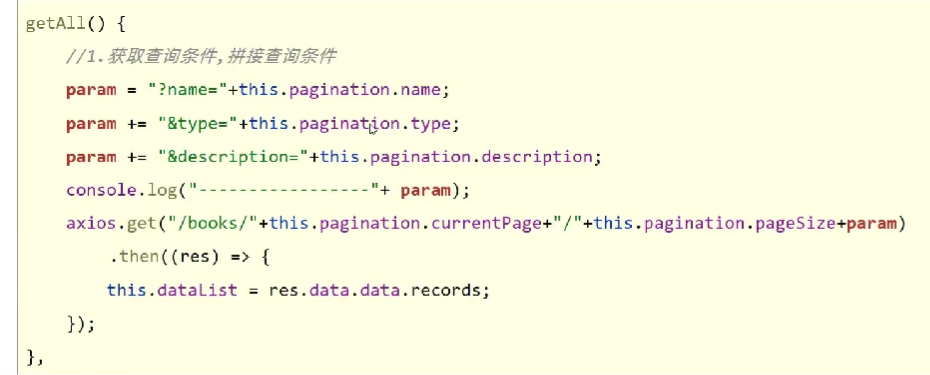 getAll() {
//1.获取查询条件,拼接查询条件
param = "?name="+this.pagination.name;
param += "&type="+this.pagination.type;
param += "&description="+this.pagination.description;
console.log("-----------------"+ param);
axios.get("/books/"+this.pagination.currentPage+"/"+this.pagination.pageSize+param)
.then((res) => {
this.dataList = res.data.data.records;
});
},